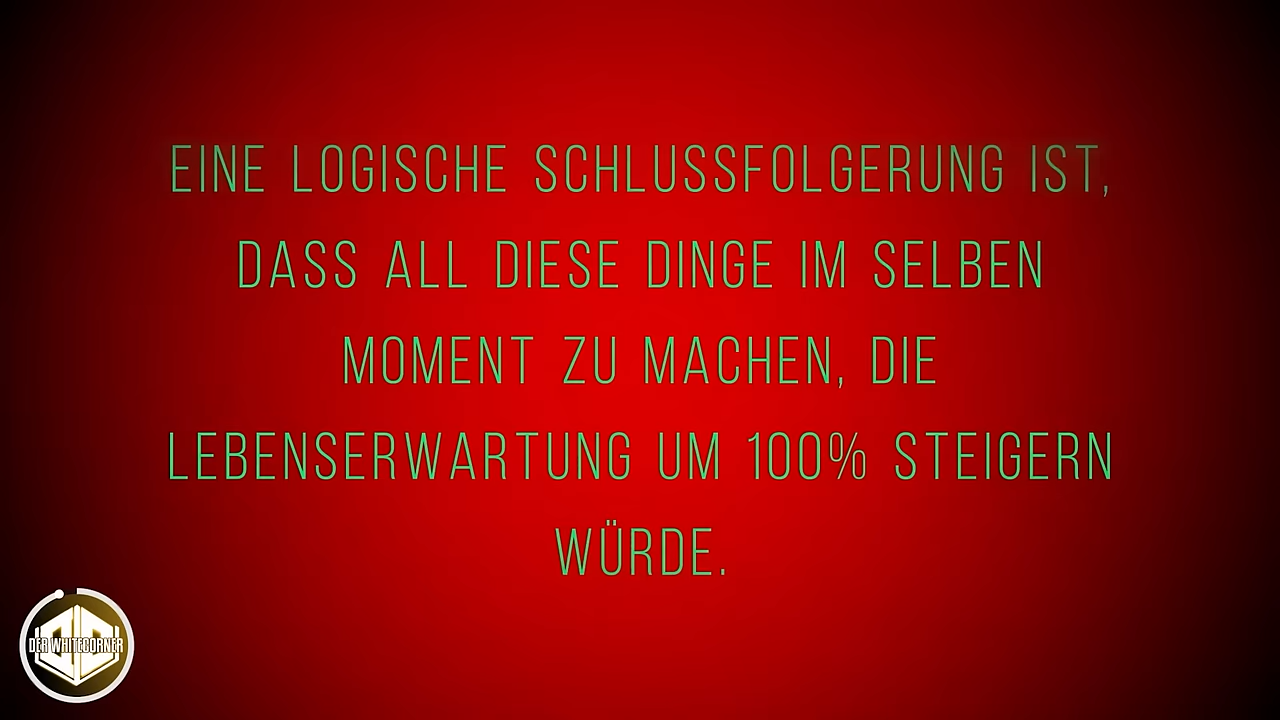 EINE LOGISCHE SCHLUSSFOLGERUNG IST,
DASS ALL DIESE DINGE IM SELBEN
MOMENT ZU MACHEN, DIE
LEBENSERWARTUNG UM 100% STEIGERN
WÜRDE.
DER WHITECORNER